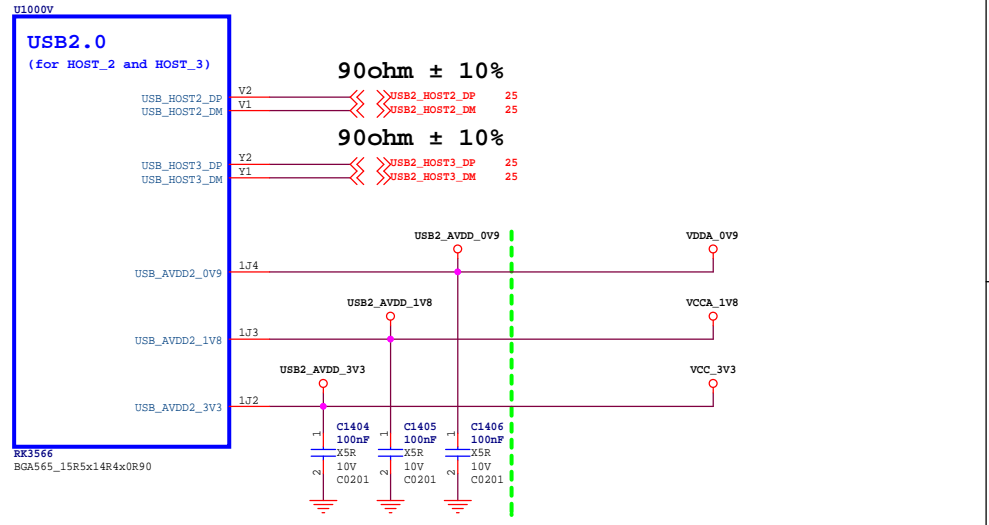 U1000V
USB2.0
(for HOST_2 and HOST_3)
90ohm ± 10%
USB_HOST2_DP V2 USB2_HOST2_DP 25
USB_HOST2_DM V1 USB2_HOST2_DM 25
90ohm ± 10%
USB_HOST3_DP Y2 USB2_HOST3_DP 25
USB_HOST3_DM Y1 USB2_HOST3_DM 25
USB2_AVDD_0V9 VDDA_0V9
USB_AVDD2_0V9 1J4
USB2_AVDD_1V8 VCCA_1V8
USB_AVDD2_1V8 1J3
USB2_AVDD_3V3 VCC_3V3
USB_AVDD2_3V3 1J2
1 C1404 1 C1405 1 C1406
100nF 100nF 100nF
X5R X5R X5R
2 10V 2 10V 2 10V
C0201 C0201 C0201
RK3566
BGA565_15R5x14R4x0R90